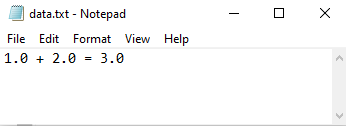 data.txt - Notepad
File Edit Format View Help
1.0 + 2.0 = 3.0